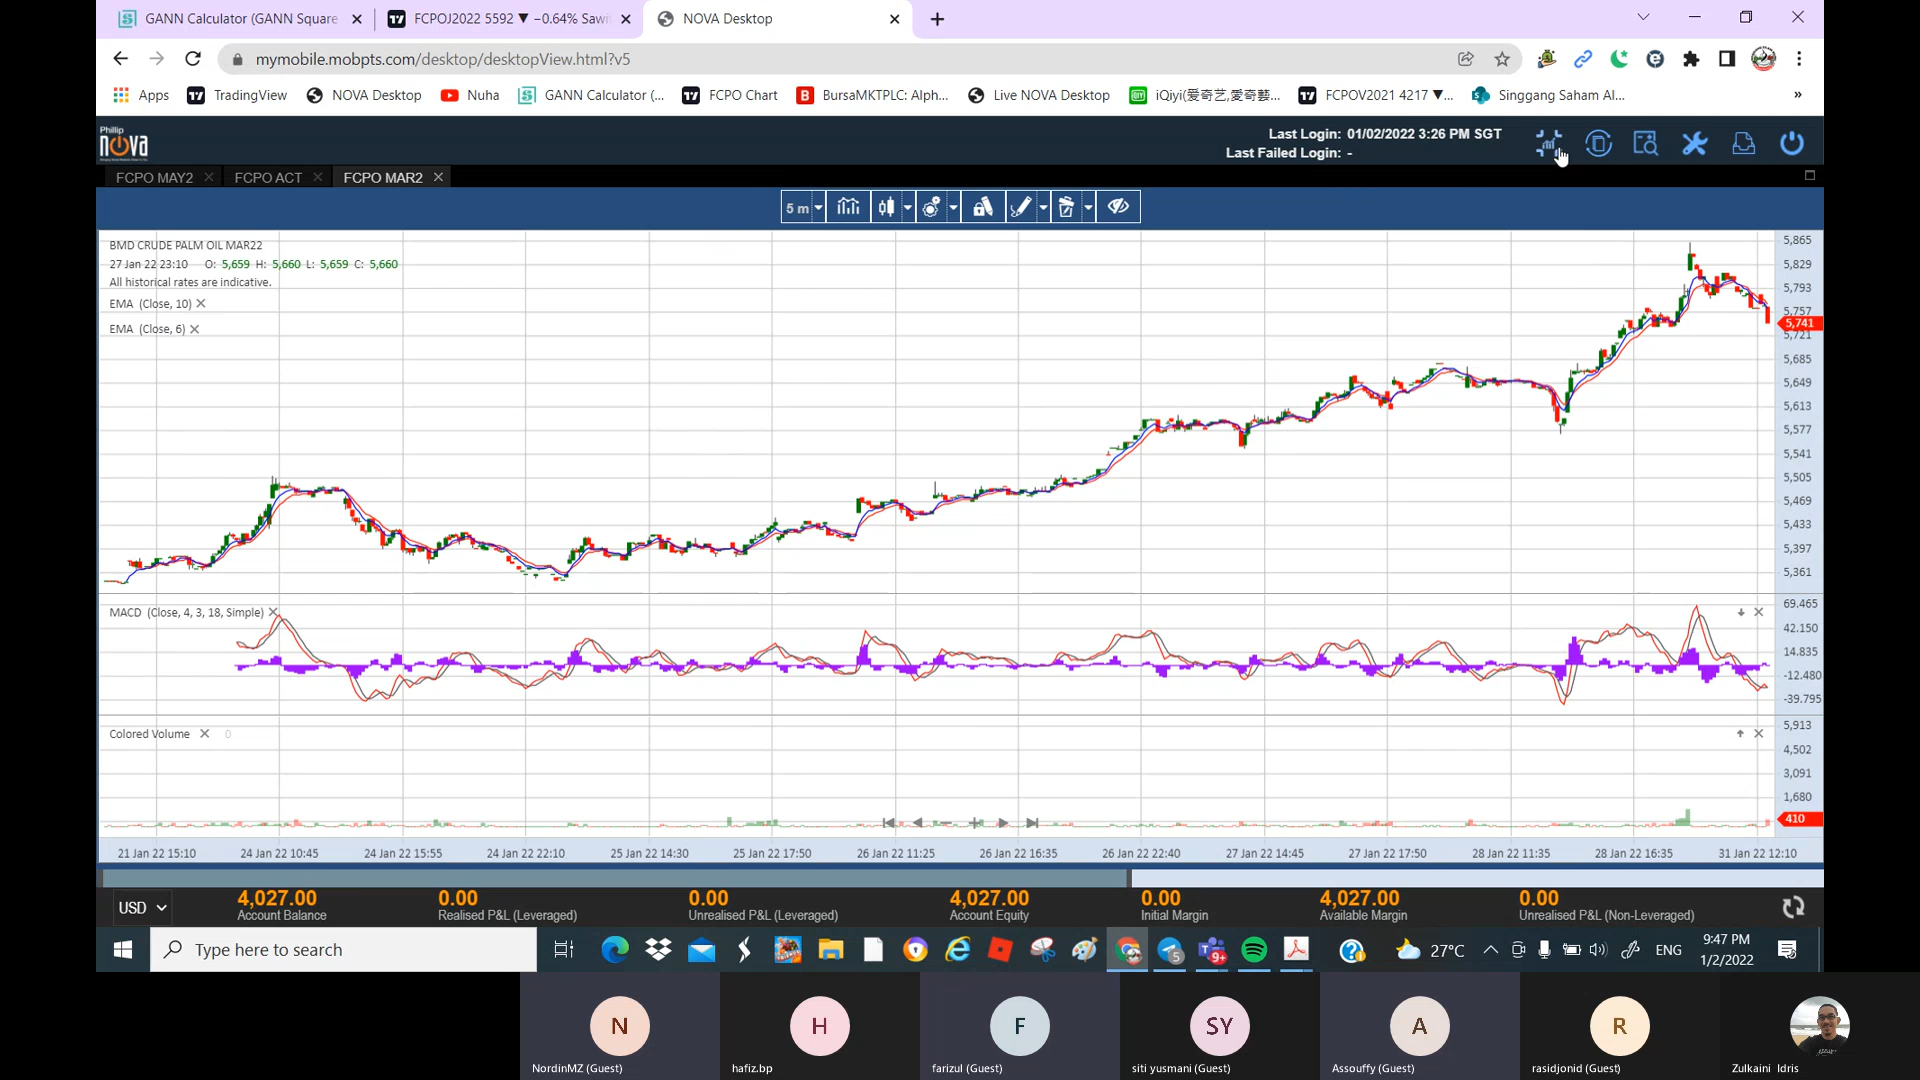 GANN Calculator (GANN Square
FCPOJ2022 5592 ▼ −0.64% Sawi
NOVA Desktop
mymobile.mobpts.com/desktop/desktopView.html?v5
Apps
TradingView
NOVA Desktop
Nuha
GANN Calculator (...
FCPO Chart
BursaMKTPLC: Alph...
Live NOVA Desktop
iQiyi(爱奇艺,愛奇藝...
FCPOV2021 4217 ▼...
Singgang Saham Al...
»
Phillip
nova
Last Login: 01/02/2022 3:26 PM SGT
Last Failed Login: -
FCPO MAY2
FCPO ACT
FCPO MAR2
5 m
BMD CRUDE PALM OIL MAR22
27 Jan 22 23:10 O: 5,659 H: 5,660 L: 5,659 C: 5,660
All historical rates are indicative.
EMA (Close, 10)
EMA (Close, 6)
5,865
5,829
5,793
5,757
5,741
5,721
5,685
5,649
5,613
5,577
5,541
5,505
5,469
5,433
5,397
5,361
MACD (Close, 4, 3, 18, Simple)
69.465
42.150
14.835
-12.480
-39.795
Colored Volume 0
5,913
4,502
3,091
1,680
410
21 Jan 22 15:10
24 Jan 22 10:45
24 Jan 22 15:55
24 Jan 22 22:10
25 Jan 22 14:30
25 Jan 22 17:50
26 Jan 22 11:25
26 Jan 22 16:35
26 Jan 22 22:40
27 Jan 22 14:45
27 Jan 22 17:50
28 Jan 22 11:35
28 Jan 22 16:35
31 Jan 22 12:10
USD
4,027.00
Account Balance
0.00
Realised P&L (Leveraged)
0.00
Unrealised P&L (Leveraged)
4,027.00
Account Equity
0.00
Initial Margin
4,027.00
Available Margin
0.00
Unrealised P&L (Non-Leveraged)
Type here to search
5
9+
27°C
ENG
9:47 PM
1/2/2022
N
NordinMZ (Guest)
H
hafiz.bp
F
farizul (Guest)
SY
siti yusmani (Guest)
A
Assouffy (Guest)
R
rasidjonid (Guest)
Zulkaini Idris